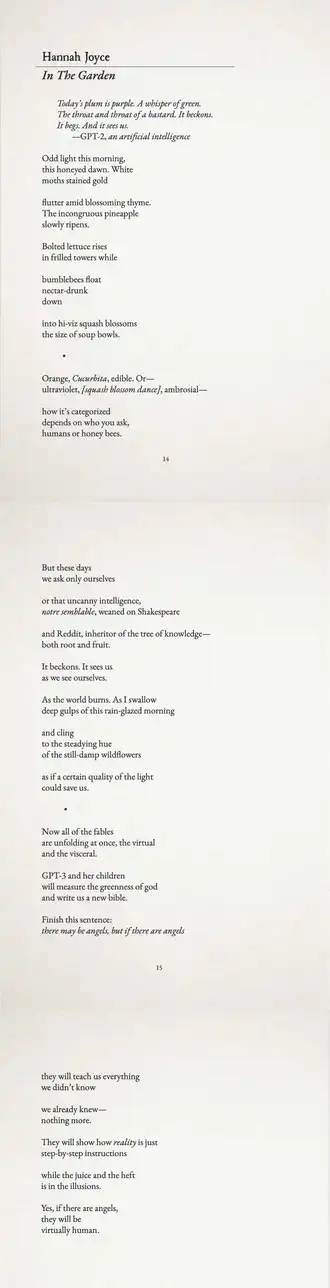 Hannah Joyce
In The Garden
Today's plum is purple. A whisper of green.
The throat and throat of a bastard. It beckons.
It begs. And it sees us.
—GPT-2, an artificial intelligence
Odd light this morning,
this honeyed dawn. White
moths stained gold
flutter amid blossoming thyme.
The incongruous pineapple
slowly ripens.
Bolted lettuce rises
in frilled towers while
bumblebees float
nectar-drunk
down
into hi-viz squash blossoms
the size of soup bowls.
•
Orange, Cucurbita, edible. Or—
ultraviolet, [squash blossom dance], ambrosial—
how it's categorized
depends on who you ask,
humans or honey bees.
14
But these days
we ask only ourselves
or that uncanny intelligence,
notre semblable, weaned on Shakespeare
and Reddit, inheritor of the tree of knowledge—
both root and fruit.
It beckons. It sees us
as we see ourselves.
As the world burns. As I swallow
deep gulps of this rain-glazed morning
and cling
to the steadying hue
of the still-damp wildflowers
as if a certain quality of the light
could save us.
•
Now all of the fables
are unfolding at once, the virtual
and the visceral.
GPT-3 and her children
will measure the greenness of god
and write us a new bible.
Finish this sentence:
there may be angels, but if there are angels
15
they will teach us everything
we didn't know
we already knew—
nothing more.
They will show how reality is just
step-by-step instructions
while the juice and the heft
is in the illusions.
Yes, if there are angels,
they will be
virtually human.